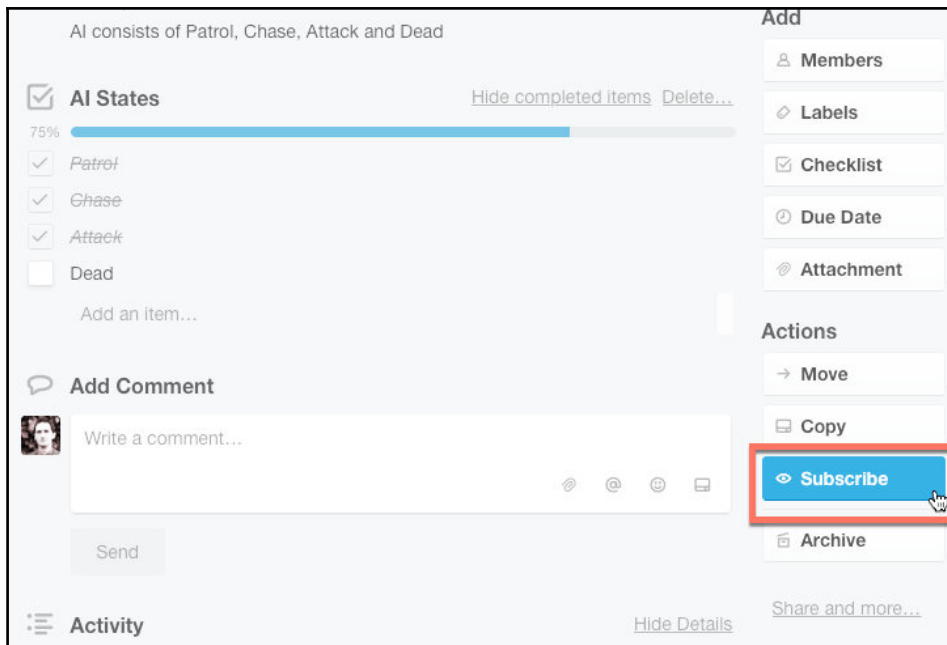 AI consists of Patrol, Chase, Attack and Dead
AI States
Hide completed items Delete...
75%
Patrol
Chase
Attack
Dead
Add an item...
Add Comment
Write a comment...
@
Send
Activity
Hide Details
Add
Members
Labels
Checklist
Due Date
Attachment
Actions
Move
Copy
Subscribe
Archive
Share and more...